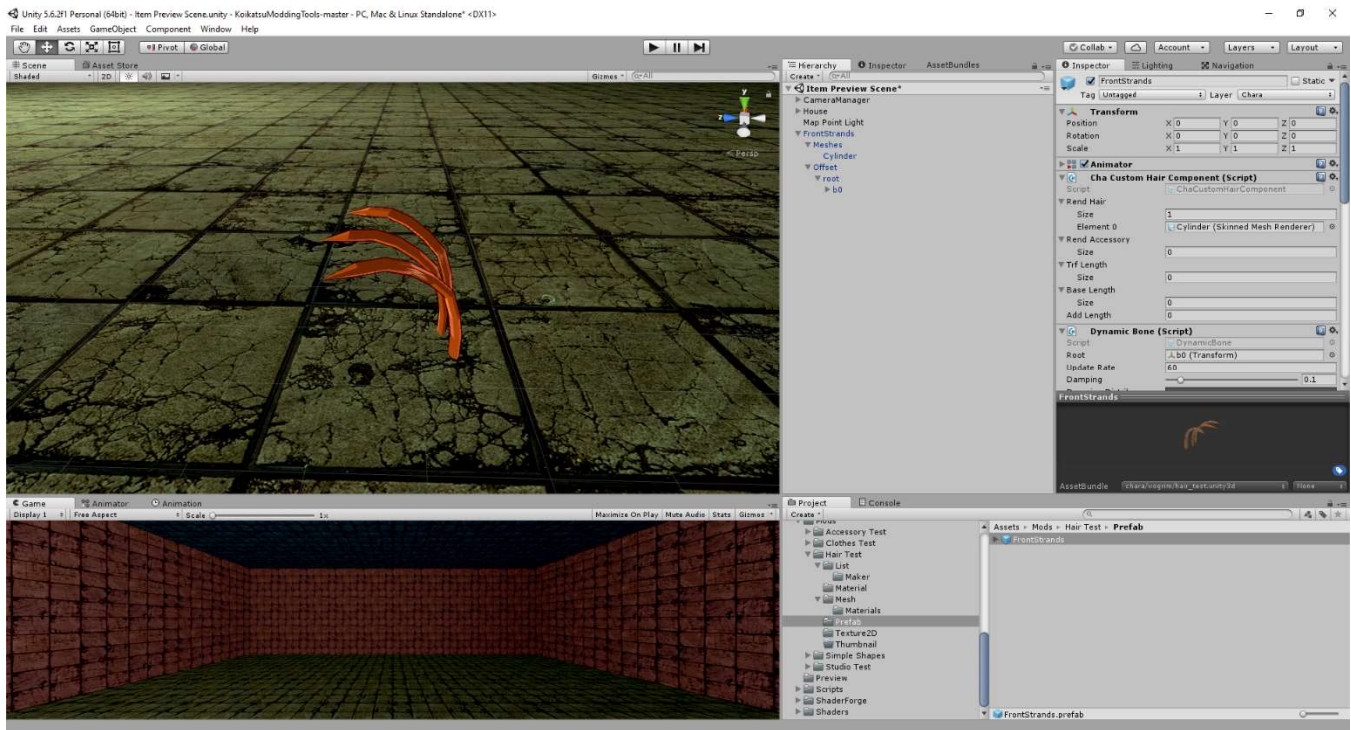 Unity 5.6.2f1 Personal (64bit) - Item Preview Scene.unity - KoikatsuModdingTools-master - PC, Mac & Linux Standalone* <DX11>
File Edit Assets GameObject Component Window Help
Pivot Global Collab Account Layers Layout
Scene Asset Store
Shaded 2D Gizmos All
y
z
Persp
Hierarchy Inspector AssetBundles
Create All
Item Preview Scene*
CameraManager
House
Map Point Light
FrontStrands
Meshes
Cylinder
Offset
root
b0
Inspector Lighting Navigation
FrontStrands Static
Tag Untagged Layer Chara
Transform
Position X 0 Y 0 Z 0
Rotation X 0 Y 0 Z 0
Scale X 1 Y 1 Z 1
Animator
Cha Custom Hair Component (Script)
Script ChaCustomHairComponent
Rend Hair
Size 1
Element 0 Cylinder (Skinned Mesh Renderer)
Rend Accessory
Size 0
Trf Length
Size 0
Base Length
Size 0
Add Length 0
Dynamic Bone (Script)
Script DynamicBone
Root b0 (Transform)
Update Rate 60
Damping 0.1
FrontStrands
AssetBundle chara/vogrim/hair_test.unity3d None
Game Animator Animation
Display 1 Free Aspect Scale 1x Maximize On Play Mute Audio Stats Gizmos
Project Console
Create
Mods
Accessory Test
Clothes Test
Hair Test
List
Maker
Material
Mesh
Materials
Prefab
Texture2D
Thumbnail
Simple Shapes
Studio Test
Preview
Scripts
ShaderForge
Shaders
Assets Mods Hair Test Prefab
FrontStrands
FrontStrands.prefab